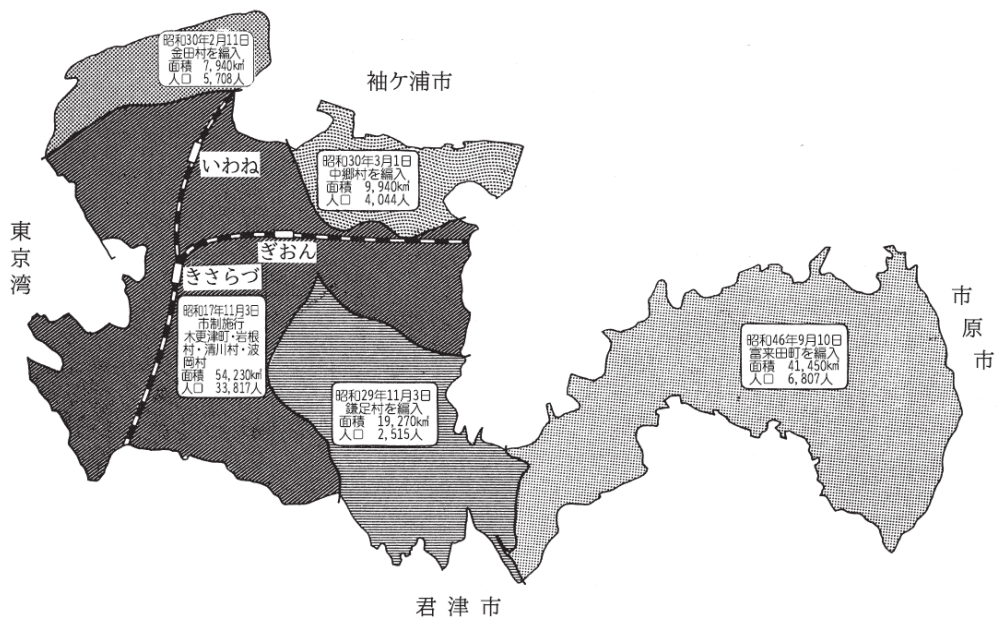 昭和30年2月11日
金田村を編入
面積 7,940k㎡
人口 5,708人
袖ケ浦市
昭和30年3月1日
中郷村を編入
面積 9,940k㎡
人口 4,044人
いわね
東京湾
ぎおん
きさらづ
昭和17年11月3日
市制施行
木更津町・岩根
村・清川村・波
岡村
面積 54,230k㎡
人口 33,817人
昭和29年11月3日
鎌足村を編入
面積 19,270k㎡
人口 2,515人
昭和46年9月10日
富来田町を編入
面積 41,450k㎡
人口 6,807人
市原市
君津市